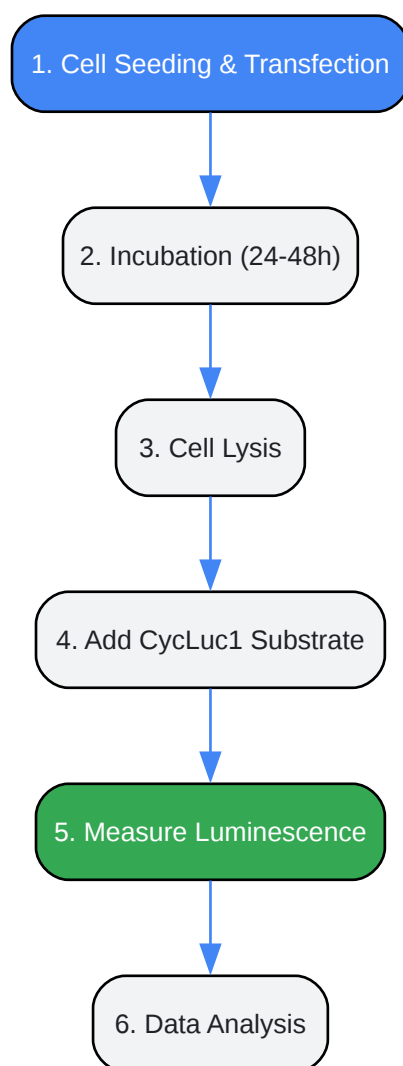 1. Cell Seeding & Transfection
2. Incubation (24-48h)
3. Cell Lysis
4. Add CycLuc1 Substrate
5. Measure Luminescence
6. Data Analysis